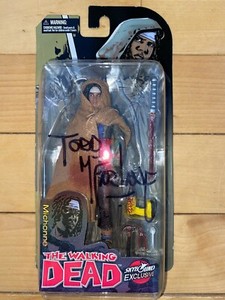 TODD
McFARLANE
Michonne
THE WALKING
DEAD
SKYBOUND
EXCLUSIVE